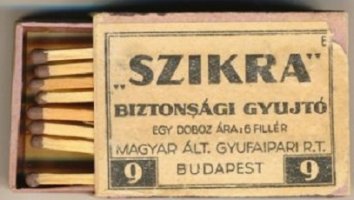 E
„SZIKRA"
BIZTONSÁGI GYUJTÓ
EGY DOBOZ ÁRA: 6 FILLÉR
MAGYAR ÁLT. GYUFAIPARI R.T.
9 BUDAPEST 9